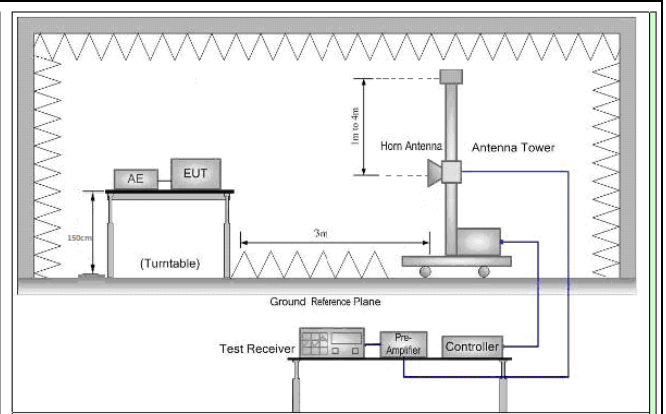 1m to 4m
Horn Antenna
Antenna Tower
AE
EUT
150cm
3m
(Turntable)
Ground Reference Plane
Test Receiver
Pre-
Amplifier
Controller